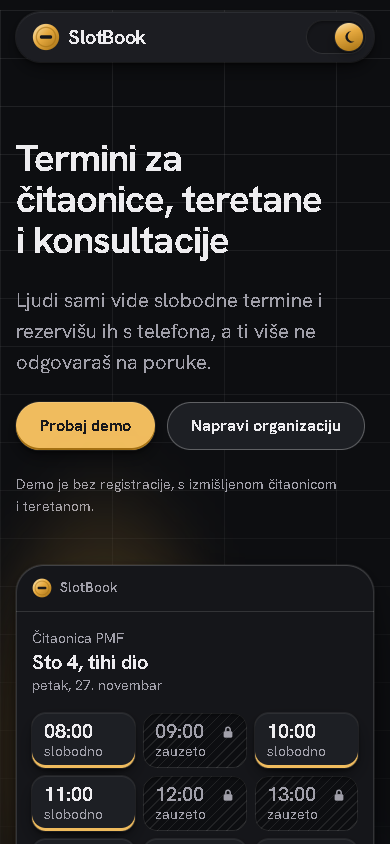 SlotBook
Termini za
čitaonice, teretane
i konsultacije
Ljudi sami vide slobodne termine i
rezervišu ih s telefona, a ti više ne
odgovaraš na poruke.
Probaj demo
Napravi organizaciju
Demo je bez registracije, s izmišljenom čitaonicom
i teretanom.
SlotBook
Čitaonica PMF
Sto 4, tihi dio
petak, 27. novembar
08:00 09:00 10:00
slobodno zauzeto slobodno
11:00 12:00 13:00
slobodno zauzeto zauzeto